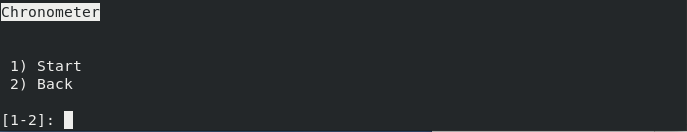 Chronometer
1) Start
2) Back
[1-2]: